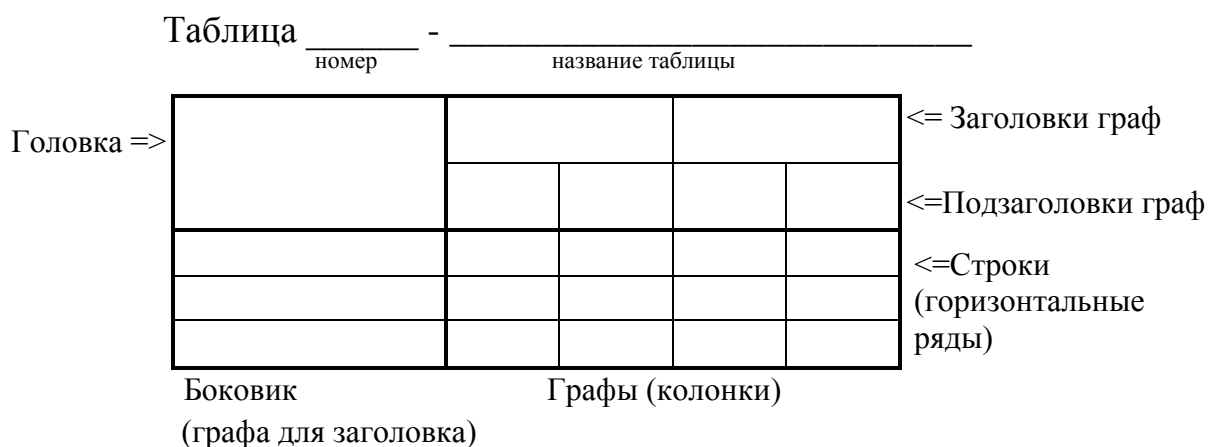 Таблица ______ - ____________________________
номер название таблицы
Головка =>
<= Заголовки граф
<=Подзаголовки граф
<=Строки
(горизонтальные
ряды)
Боковик Графы (колонки)
(графа для заголовка)